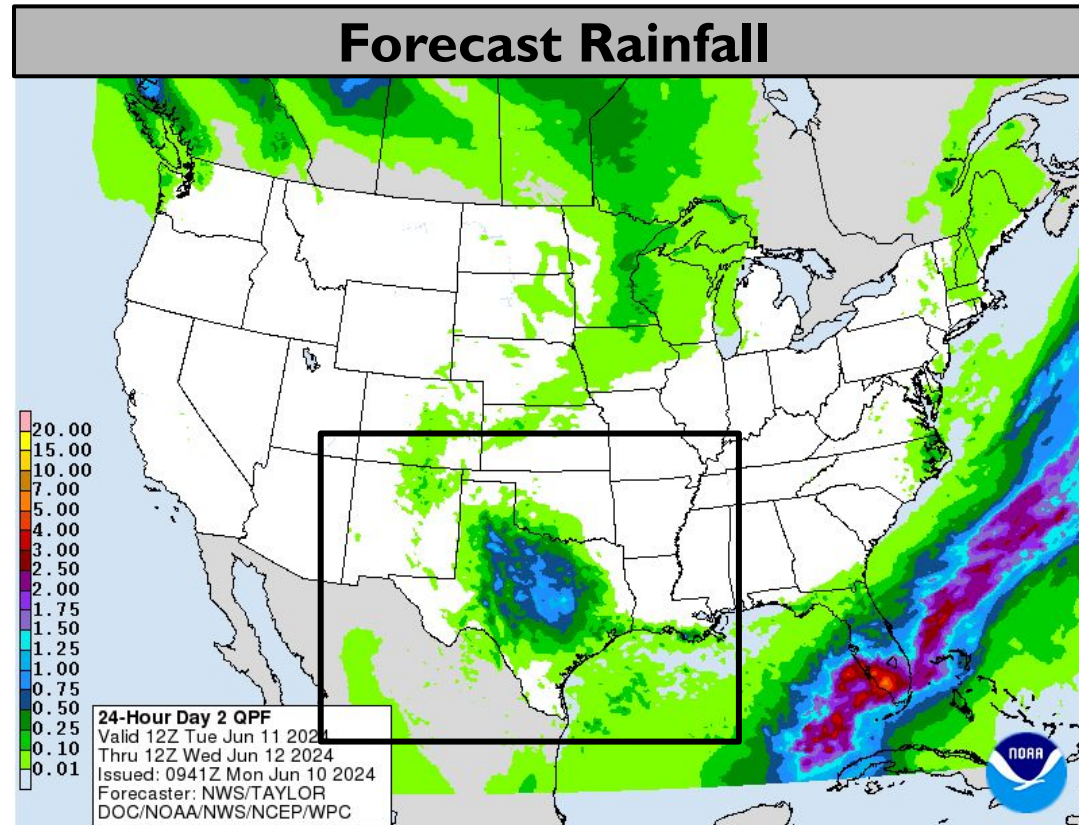 Forecast Rainfall
20.00
15.00
10.00
7.00
5.00
4.00
3.00
2.50
2.00
1.75
1.50
1.25
1.00
0.75
0.50
0.25
0.10
0.01
24-Hour Day 2 QPF
Valid 12Z Tue Jun 11 2024
Thru 12Z Wed Jun 12 2024
Issued: 0941Z Mon Jun 10 2024
Forecaster: NWS/TAYLOR
DOC/NOAA/NWS/NCEP/WPC
NOAA